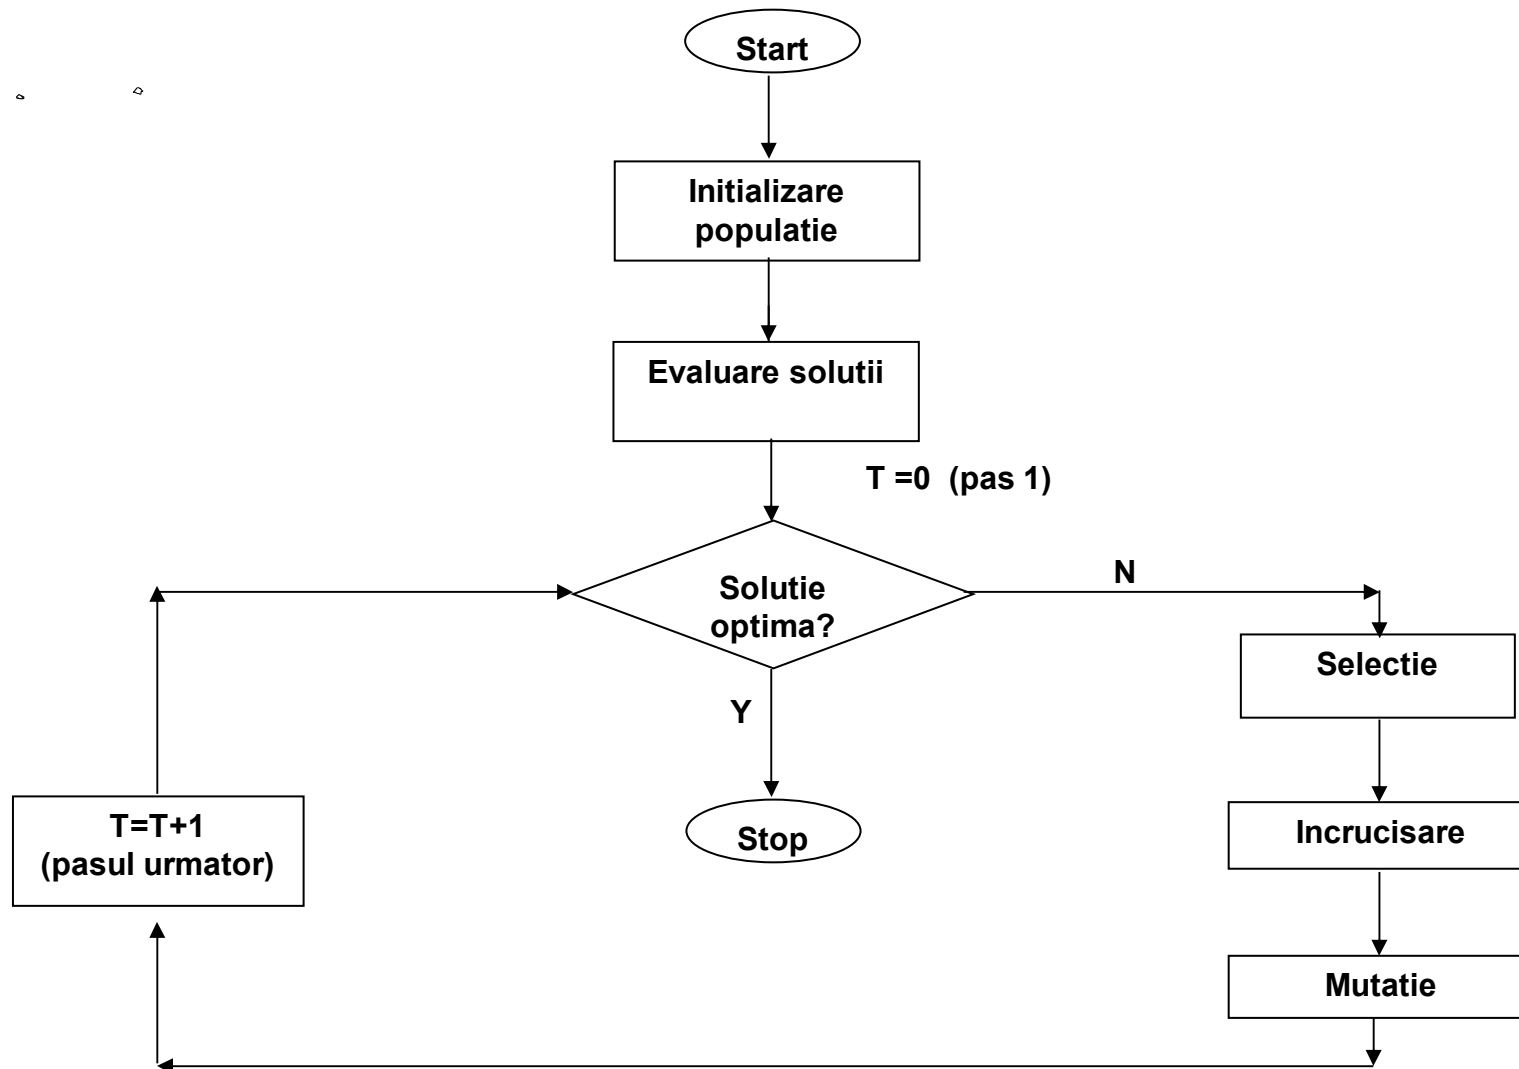 Start
Initializare
populatie
Evaluare solutii
T =0 (pas 1)
Solutie
optima?
N
Y
Selectie
Stop
T=T+1
(pasul urmator)
Incrucisare
Mutatie